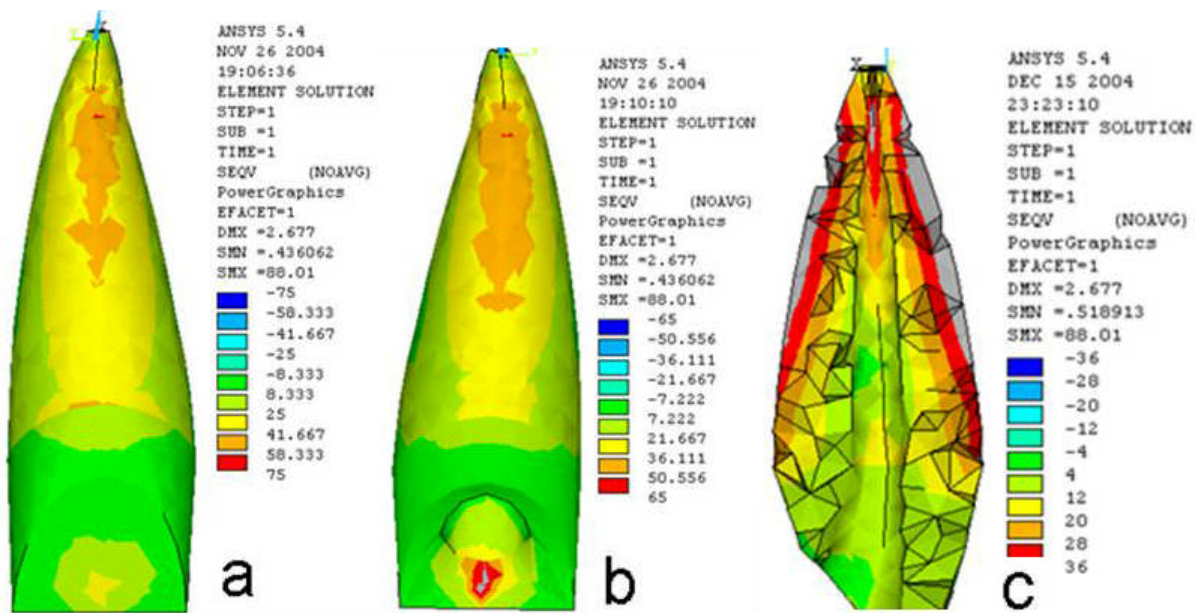 ANSYS 5.4
NOV 26 2004
19:06:36
ELEMENT SOLUTION
STEP=1
SUB =1
TIME=1
SEQV (NOAVG)
PowerGraphics
EFACET=1
DMX =2.677
SMN =.436062
SMX =88.01
-75
-58.333
-41.667
-25
-8.333
8.333
25
41.667
58.333
75
a
ANSYS 5.4
NOV 26 2004
19:10:10
ELEMENT SOLUTION
STEP=1
SUB =1
TIME=1
SEQV (NOAVG)
PowerGraphics
EFACET=1
DMX =2.677
SMN =.436062
SMX =88.01
-65
-50.556
-36.111
-21.667
-7.222
7.222
21.667
36.111
50.556
65
b
X
ANSYS 5.4
DEC 15 2004
23:23:10
ELEMENT SOLUTION
STEP=1
SUB =1
TIME=1
SEQV (NOAVG)
PowerGraphics
EFACET=1
DMX =2.677
SMN =.518913
SMX =88.01
-36
-28
-20
-12
-4
4
12
20
28
36
c